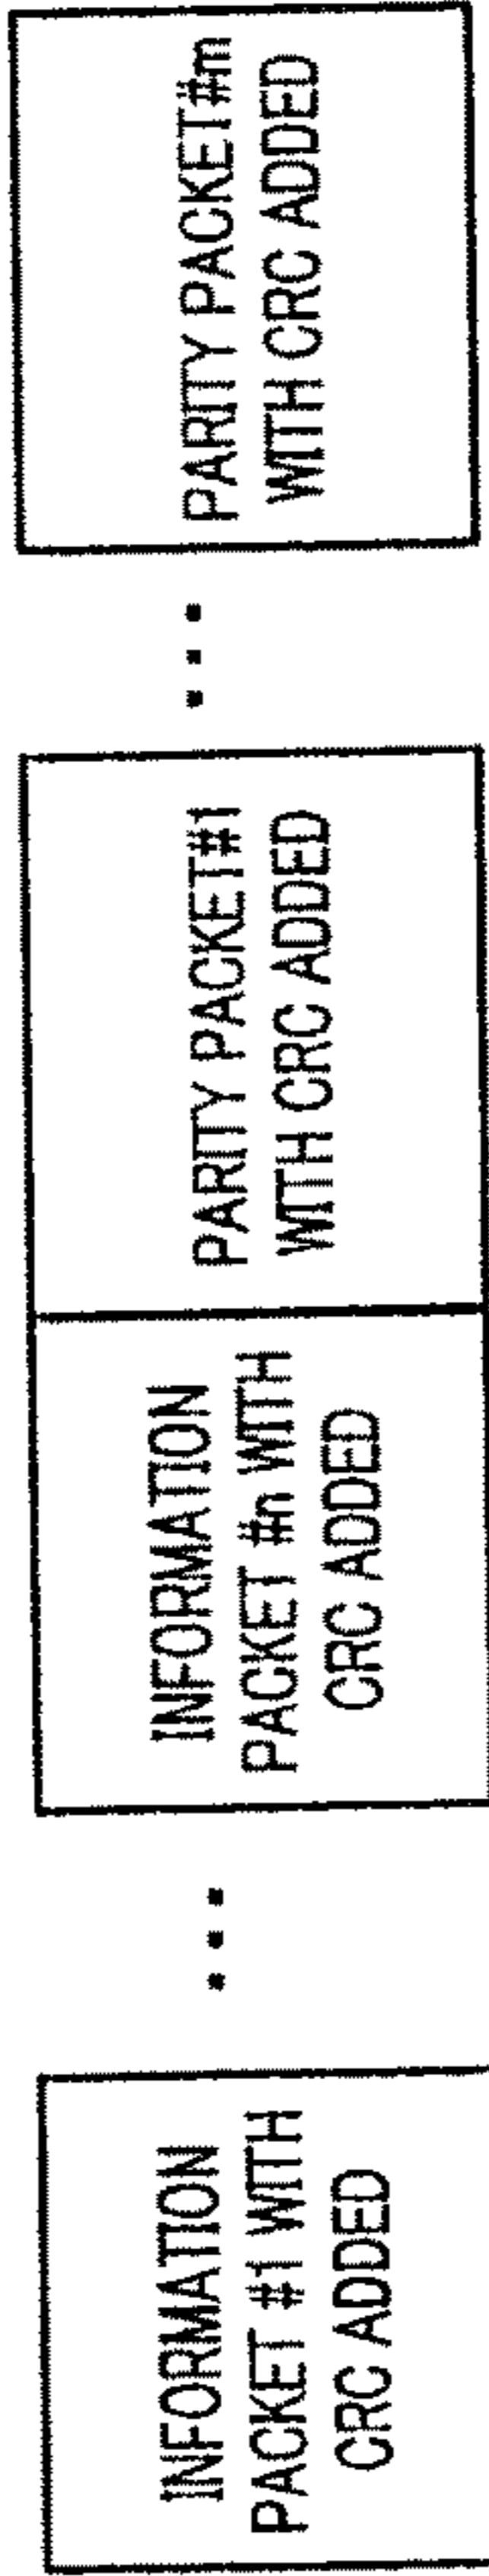 INFORMATION
PACKET #1 WITH
CRC ADDED
...
INFORMATION
PACKET #n WITH
CRC ADDED
PARITY PACKET#1
WITH CRC ADDED
...
PARITY PACKET#m
WITH CRC ADDED